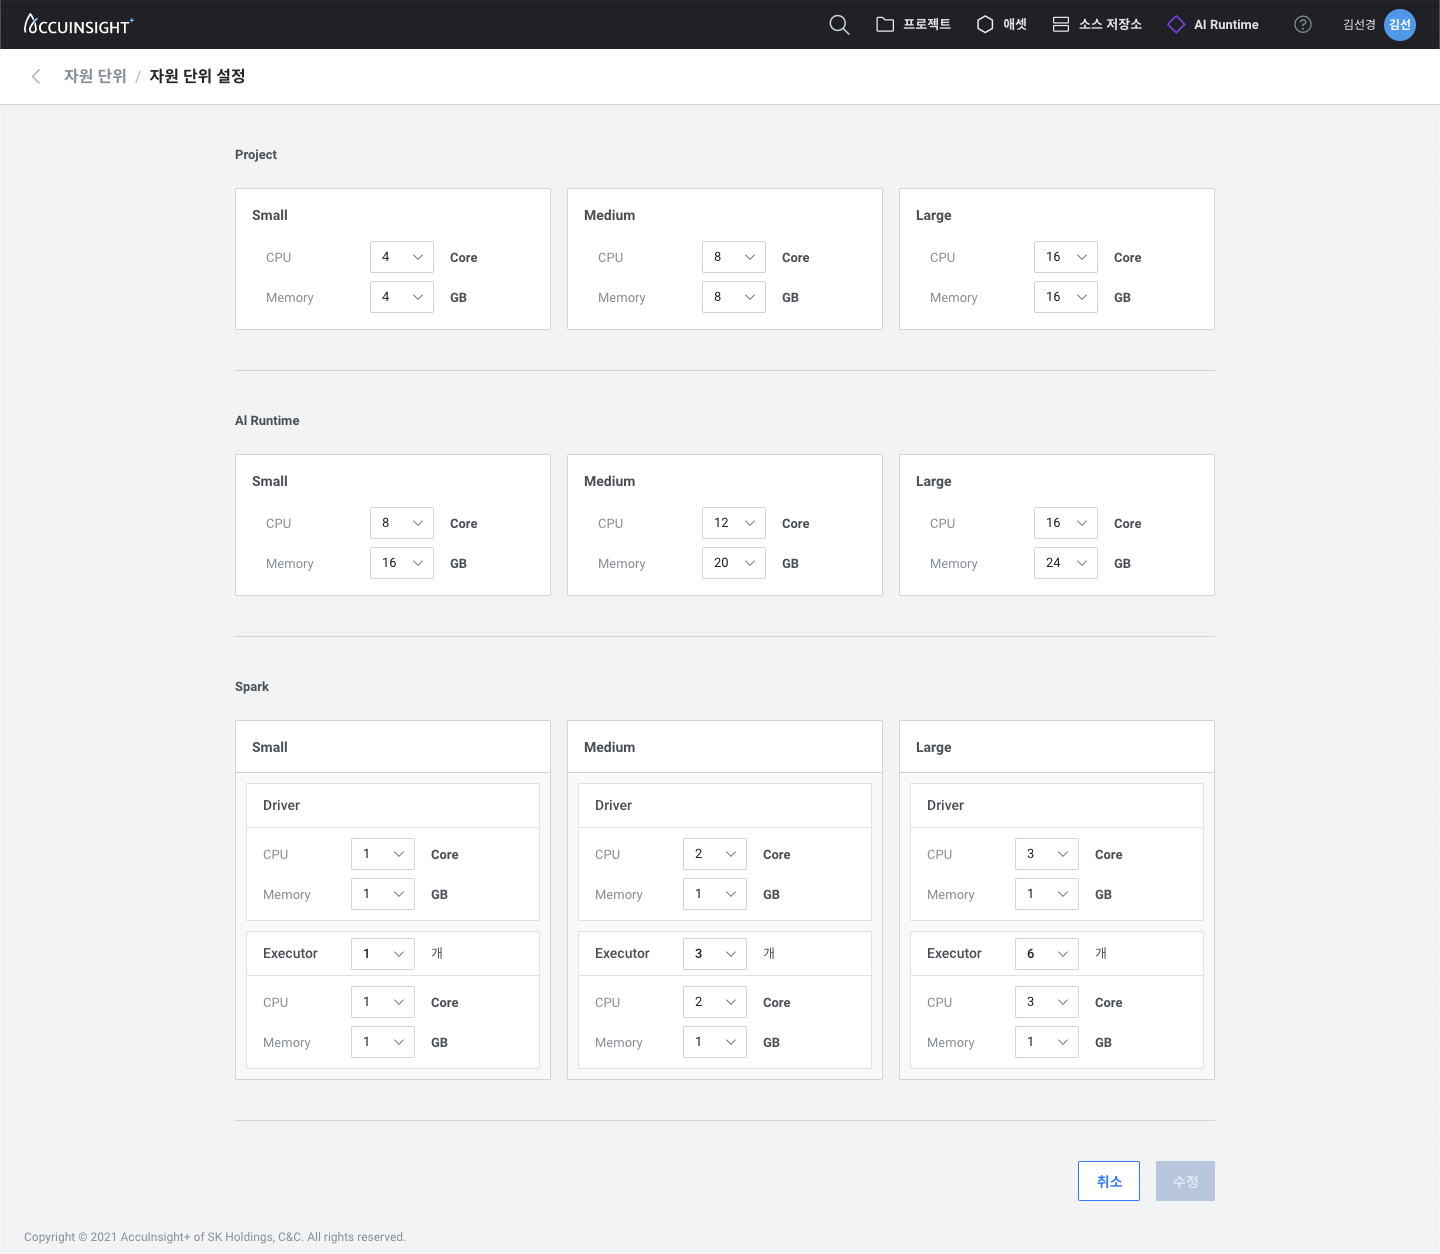 ACCUINSIGHT+ 프로젝트 애셋 소스 저장소 AI Runtime ? 김선경 김선
자원 단위 / 자원 단위 설정
Project
Small Medium Large
CPU 4 Core CPU 8 Core CPU 16 Core
Memory 4 GB Memory 8 GB Memory 16 GB
AI Runtime
Small Medium Large
CPU 8 Core CPU 12 Core CPU 16 Core
Memory 16 GB Memory 20 GB Memory 24 GB
Spark
Small Medium Large
Driver Driver Driver
CPU 1 Core CPU 2 Core CPU 3 Core
Memory 1 GB Memory 1 GB Memory 1 GB
Executor 1 개 Executor 3 개 Executor 6 개
CPU 1 Core CPU 2 Core CPU 3 Core
Memory 1 GB Memory 1 GB Memory 1 GB
취소 수정
Copyright © 2021 AccuInsight+ of SK Holdings, C&C. All rights reserved.